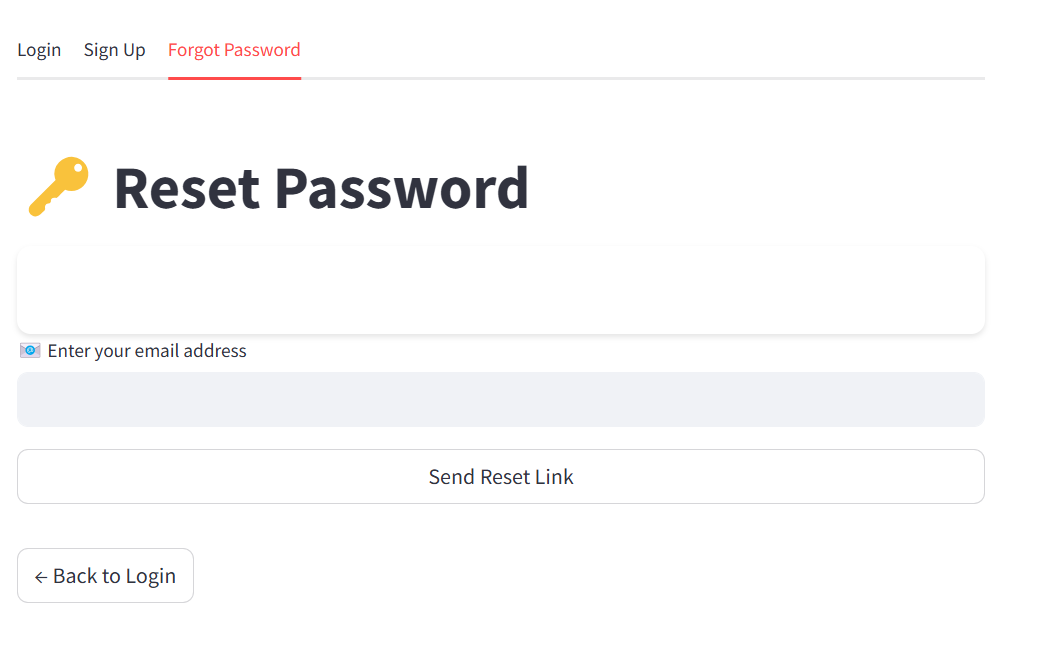 Login Sign Up Forgot Password
Reset Password
Enter your email address
Send Reset Link
← Back to Login